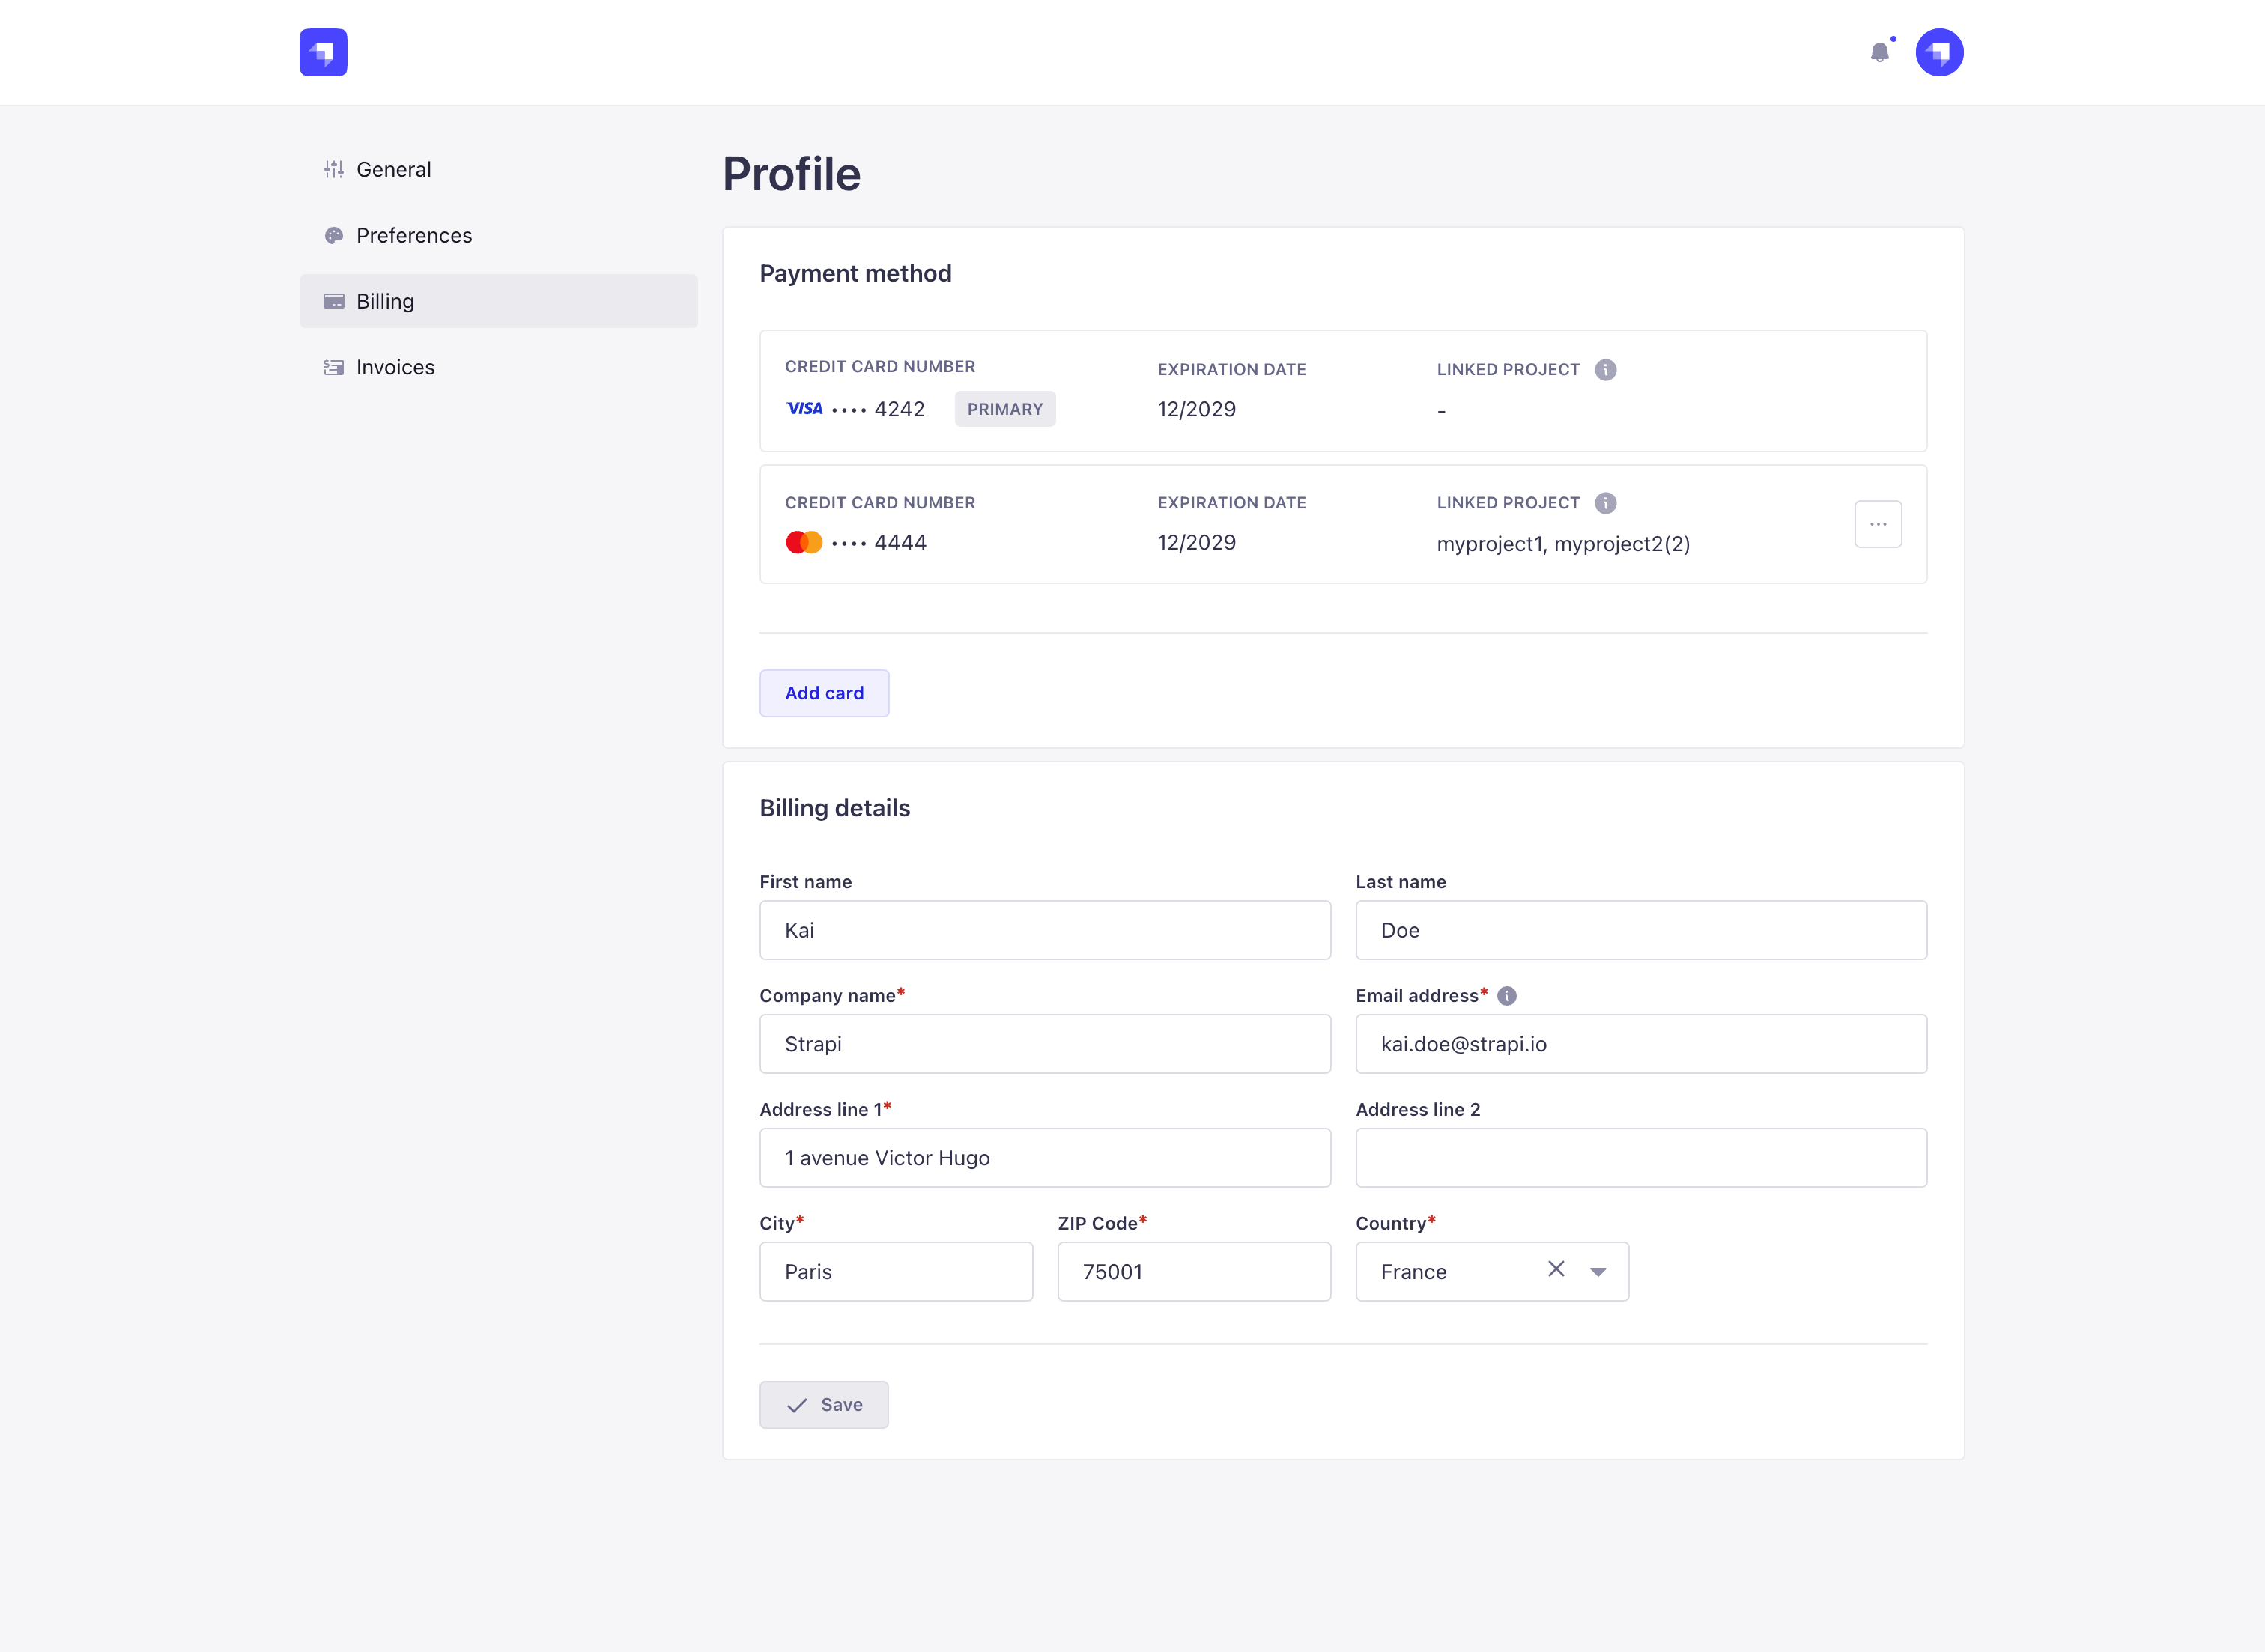 General
Preferences
Billing
Invoices
Profile
Payment method
CREDIT CARD NUMBER
EXPIRATION DATE
LINKED PROJECT
VISA •••• 4242
PRIMARY
12/2029
-
CREDIT CARD NUMBER
EXPIRATION DATE
LINKED PROJECT
•••• 4444
12/2029
myproject1, myproject2(2)
Add card
Billing details
First name
Last name
Kai
Doe
Company name*
Email address*
Strapi
kai.doe@strapi.io
Address line 1*
Address line 2
1 avenue Victor Hugo
City*
ZIP Code*
Country*
Paris
75001
France
Save